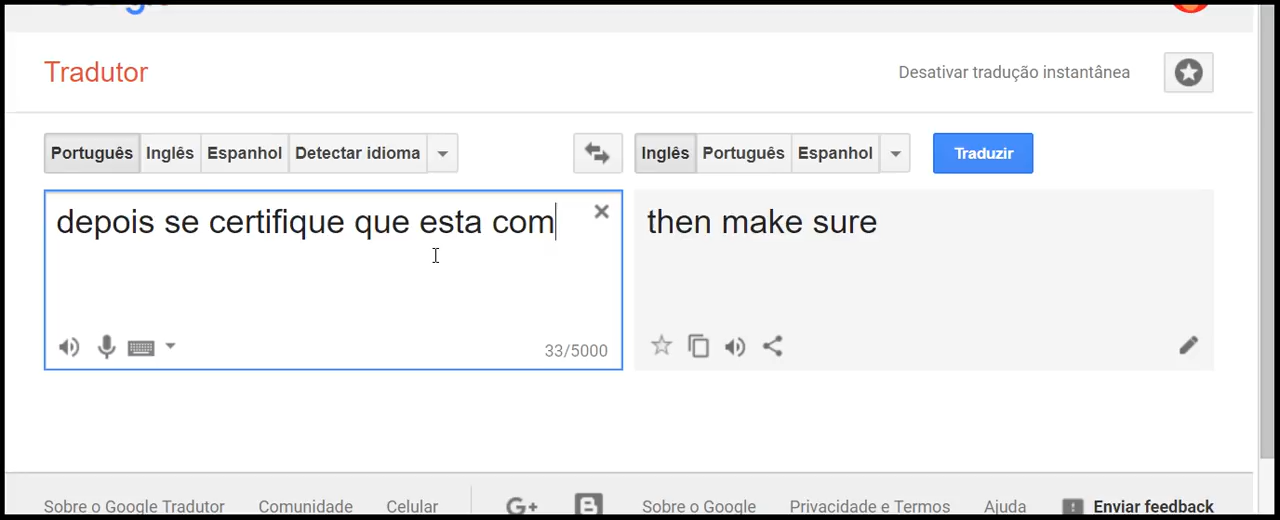 Tradutor
Desativar tradução instantânea
Português Inglês Espanhol Detectar idioma
Inglês Português Espanhol
Traduzir
depois se certifique que esta com
then make sure
33/5000
Sobre o Google Tradutor Comunidade Celular
G+
Sobre o Google Privacidade e Termos Ajuda
Enviar feedback